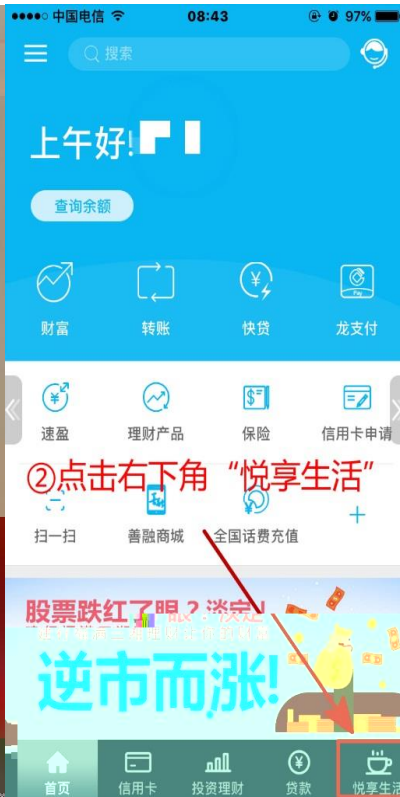 中国电信 08:43 97%
搜索
上午好!
查询余额
财富 转账 快贷 龙支付
Pay
速盈 理财产品 保险 信用卡申请
②点击右下角“悦享生活”
扫一扫 善融商城 全国话费充值
股票跌红了眼？淡定!
逆市而涨!
首页 信用卡 投资理财 贷款 悦享生活